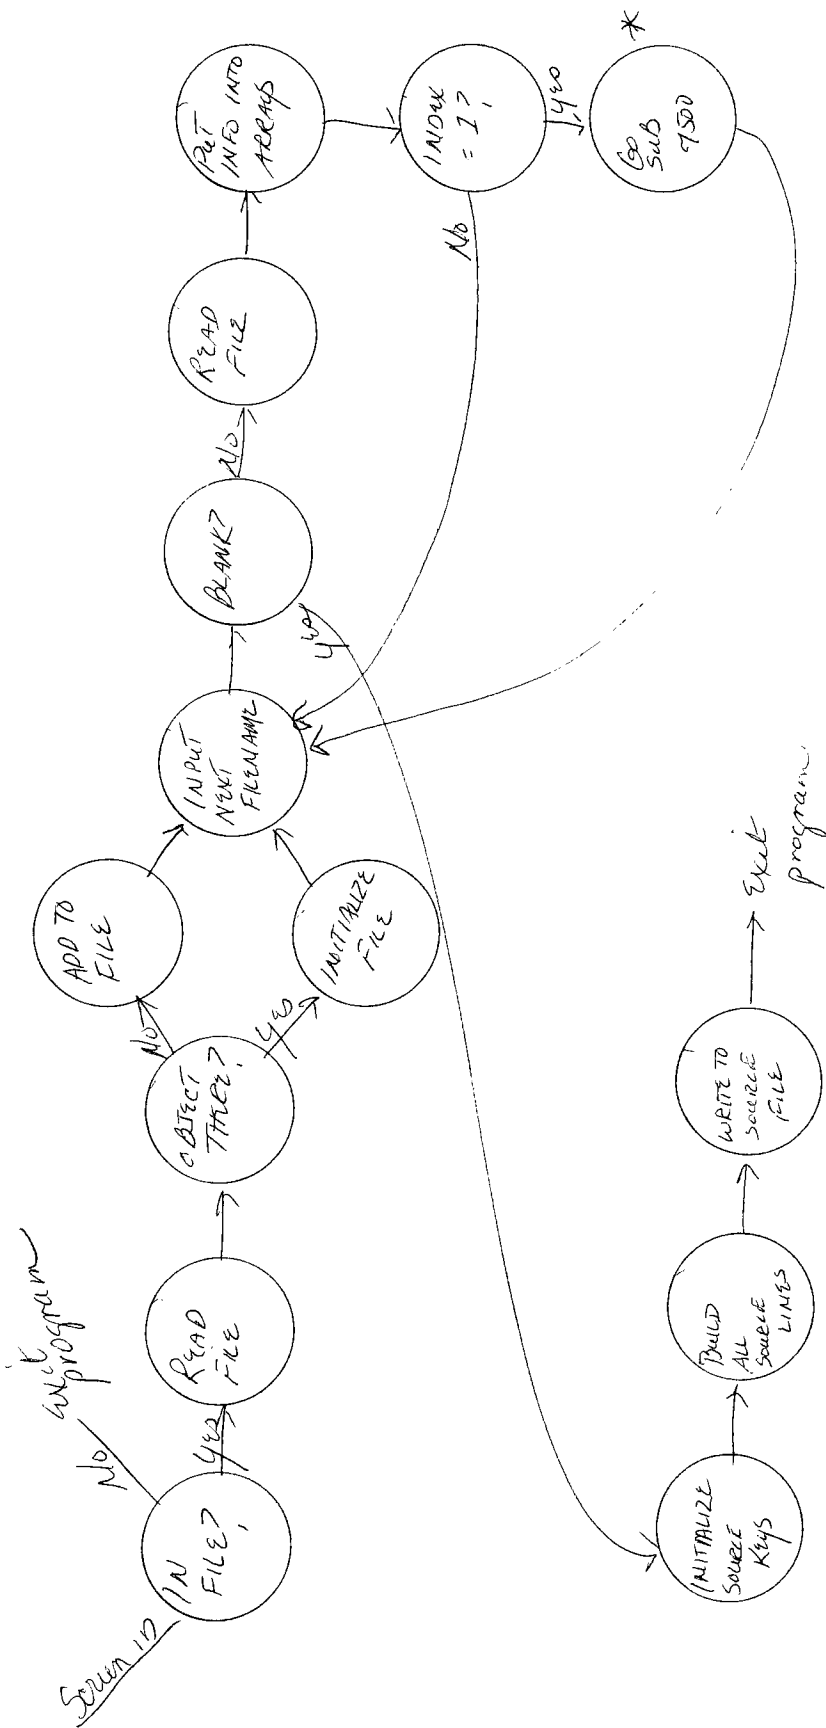 Screen ID
IN
FILE?
No
exit
program
Yes
READ
FILE
OBJECT
THERE?
No
ADD TO
FILE
Yes
INITIALIZE
FILE
INPUT
NEXT
FILENAME
BLANK?
No
READ
FILE
PUT
INFO INTO
ARRAYS
INDEX
= I?
No
Yes
GO
SUB
7500
*
Yes
INITIALIZE
SOURCE
KEYS
BUILD
ALL
SOURCE
LINES
WRITE TO
SOURCE
FILE
Exit
program